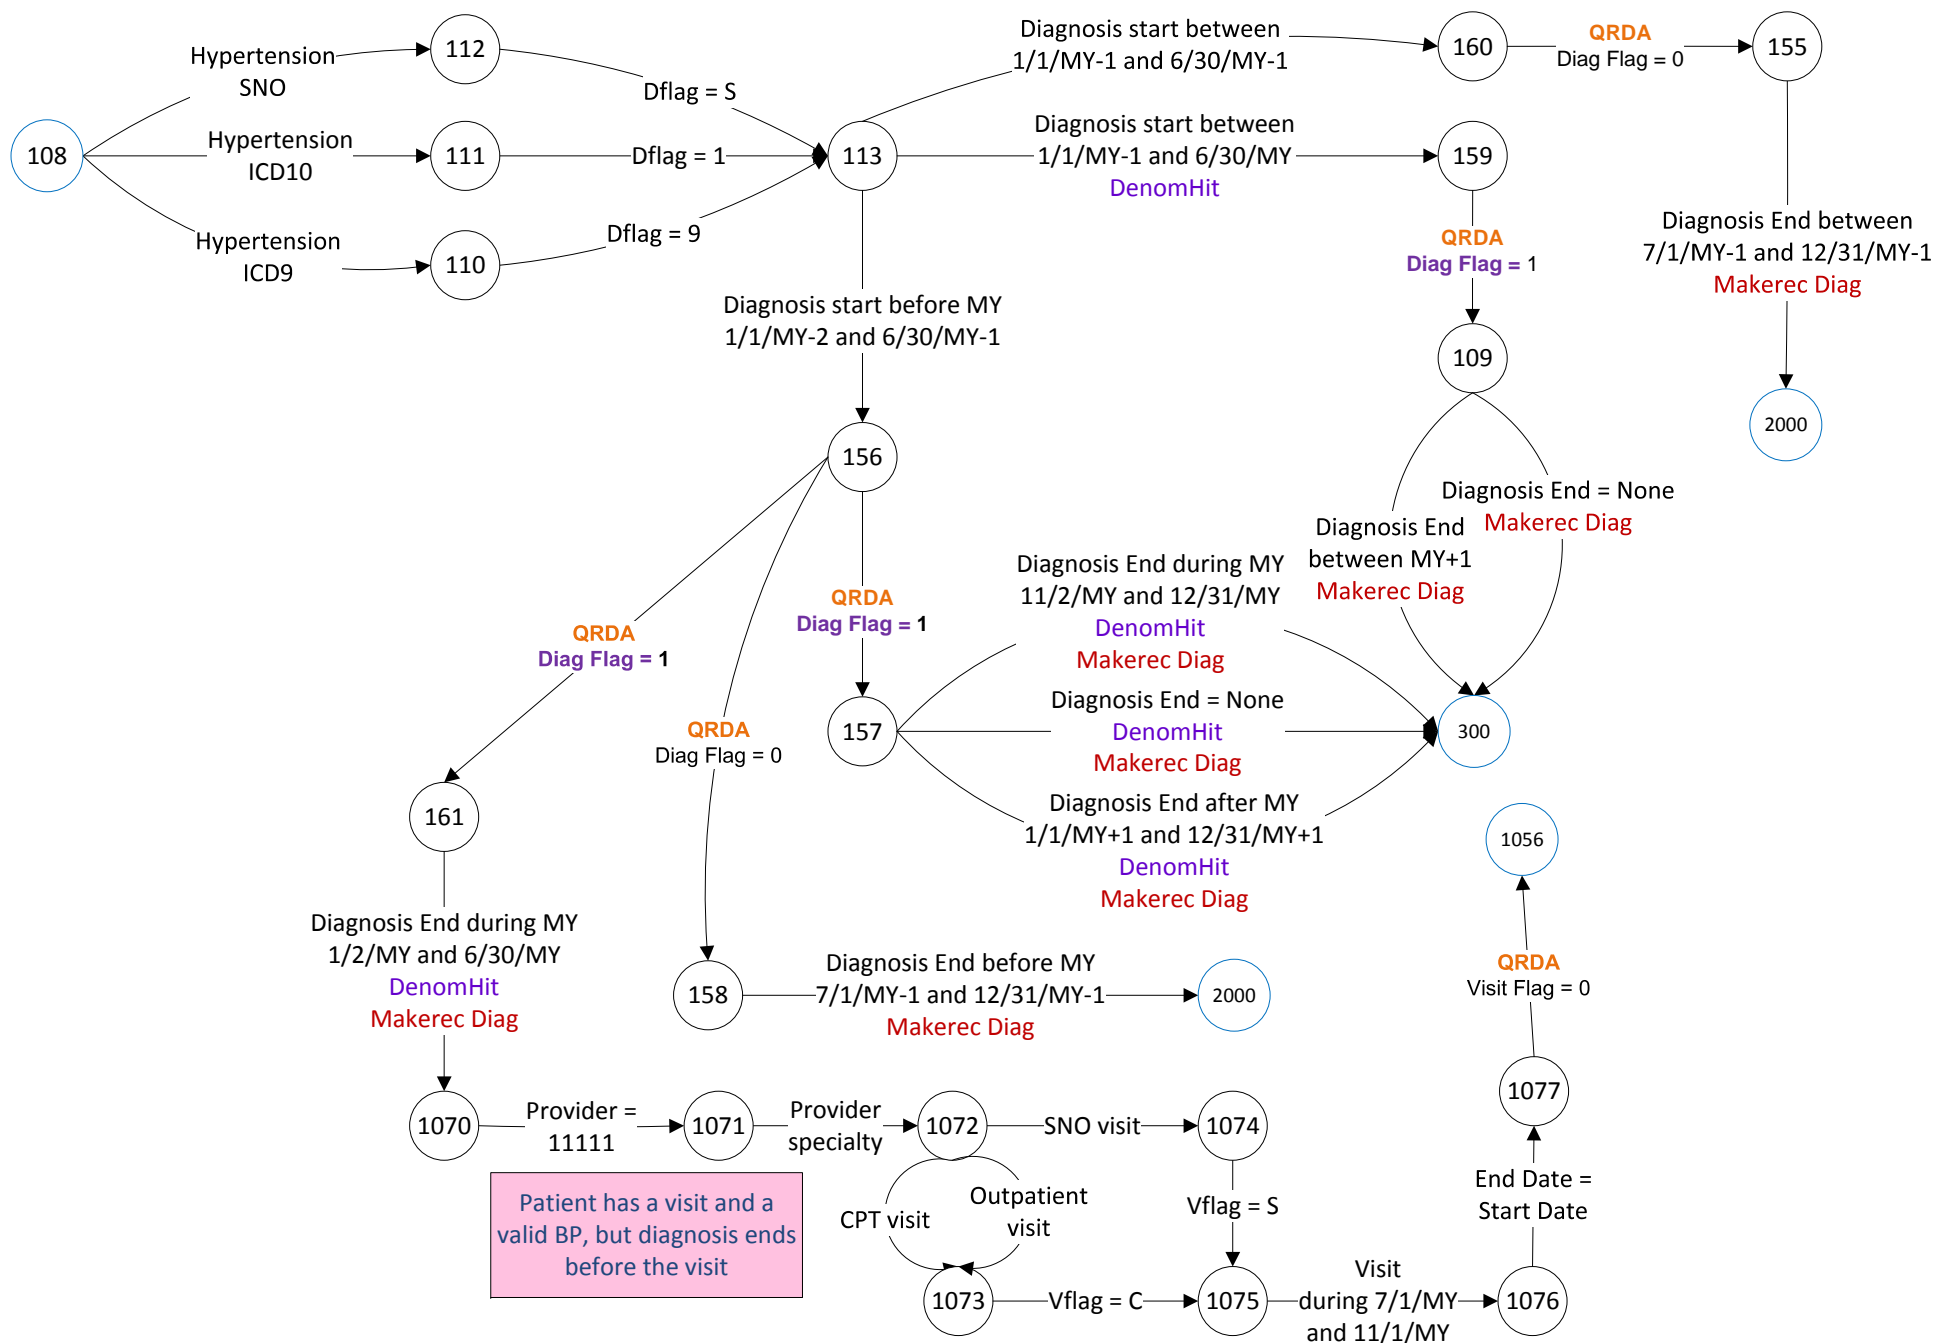 108
Hypertension
SNO
112
Dflag = S
Hypertension
ICD10
111
Dflag = 1
Hypertension
ICD9
110
Dflag = 9
113
Diagnosis start between
1/1/MY-1 and 6/30/MY-1
160
QRDA
Diag Flag = 0
155
Diagnosis End between
7/1/MY-1 and 12/31/MY-1
Makerec Diag
2000
Diagnosis start between
1/1/MY-1 and 6/30/MY
DenomHit
159
QRDA
Diag Flag = 1
109
Diagnosis End
between MY+1
Makerec Diag
Diagnosis End = None
Makerec Diag
Diagnosis start before MY
1/1/MY-2 and 6/30/MY-1
156
QRDA
Diag Flag = 1
QRDA
Diag Flag = 0
QRDA
Diag Flag = 1
157
Diagnosis End during MY
11/2/MY and 12/31/MY
DenomHit
Makerec Diag
Diagnosis End = None
DenomHit
Makerec Diag
Diagnosis End after MY
1/1/MY+1 and 12/31/MY+1
DenomHit
Makerec Diag
300
161
Diagnosis End during MY
1/2/MY and 6/30/MY
DenomHit
Makerec Diag
158
Diagnosis End before MY
7/1/MY-1 and 12/31/MY-1
Makerec Diag
2000
1070
Provider =
11111
1071
Provider
specialty
1072
SNO visit
1074
CPT visit
Outpatient
visit
Vflag = S
1073
Vflag = C
1075
Visit
during 7/1/MY
and 11/1/MY
1076
End Date =
Start Date
1077
QRDA
Visit Flag = 0
1056
Patient has a visit and a
valid BP, but diagnosis ends
before the visit